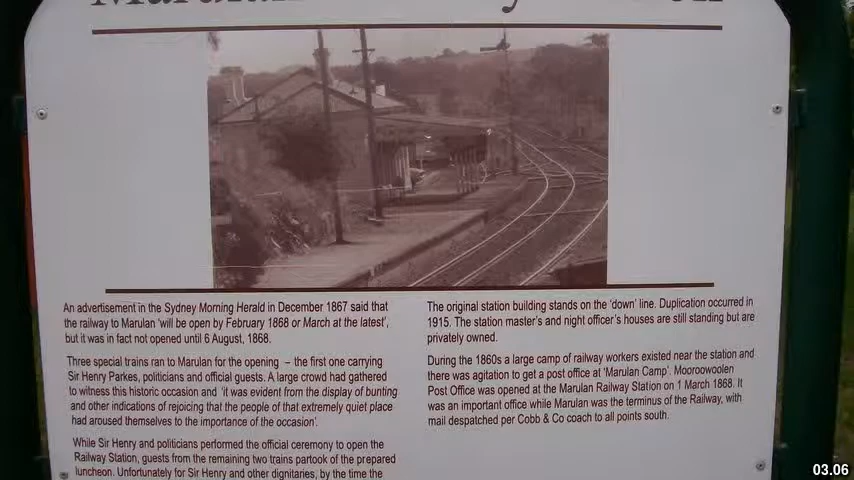 An advertisement in the Sydney Morning Herald in December 1867 said that
the railway to Marulan 'will be open by February 1868 or March at the latest',
but it was in fact not opened until 6 August, 1868.
Three special trains ran to Marulan for the opening – the first one carrying
Sir Henry Parkes, politicians and official guests. A large crowd had gathered
to witness this historic occasion and 'it was evident from the display of bunting
and other indications of rejoicing that the people of that extremely quiet place
had aroused themselves to the importance of the occasion'.
While Sir Henry and politicians performed the official ceremony to open the
Railway Station, guests from the remaining two trains partook of the prepared
luncheon. Unfortunately for Sir Henry and other dignitaries, by the time the
The original station building stands on the 'down' line. Duplication occurred in
1915. The station master's and night officer's houses are still standing but are
privately owned.
During the 1860s a large camp of railway workers existed near the station and
there was agitation to get a post office at 'Marulan Camp'. Mooroowoolen
Post Office was opened at the Marulan Railway Station on 1 March 1868. It
was an important office while Marulan was the terminus of the Railway, with
mail despatched per Cobb & Co coach to all points south.
03.06